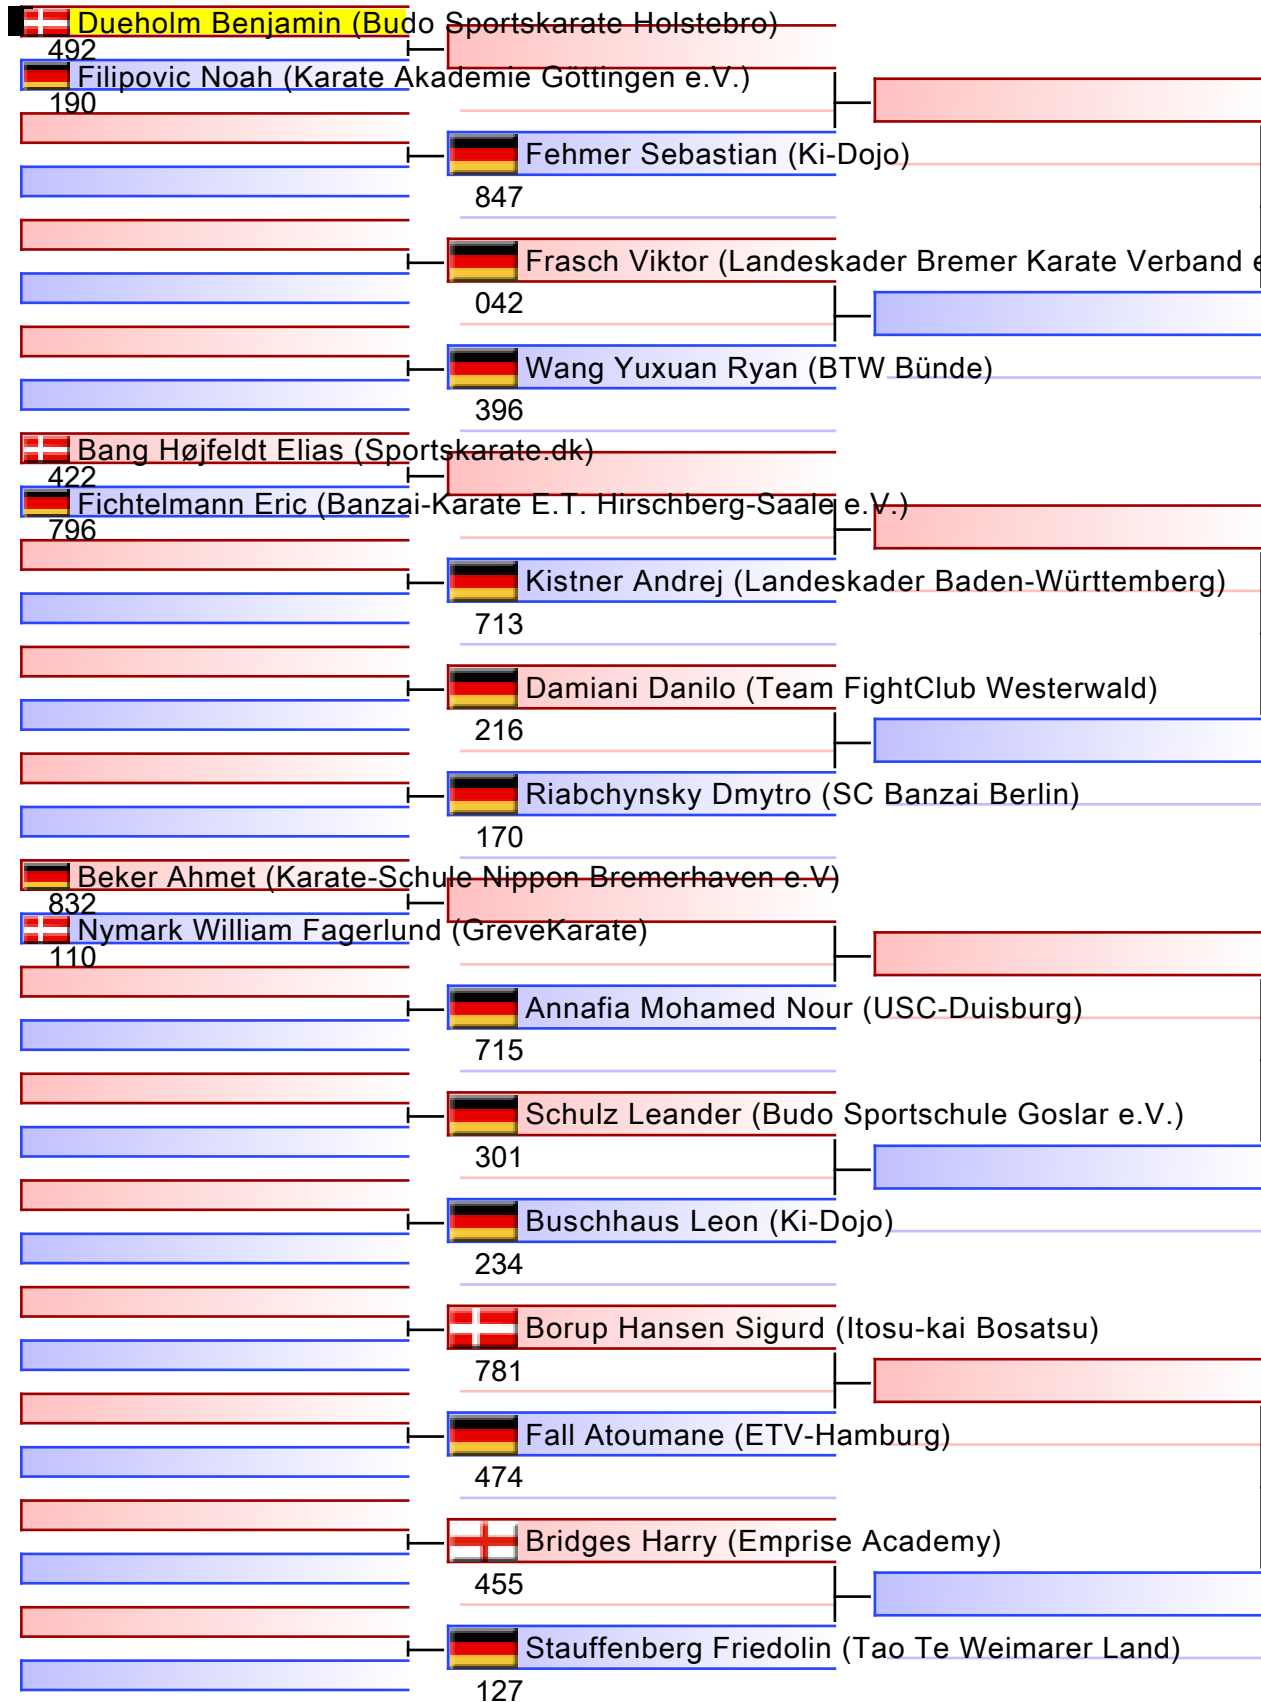 Dueholm Benjamin (Budo Sportskarate Holstebro)
492
Filipovic Noah (Karate Akademie Göttingen e.V.)
190
Fehmer Sebastian (Ki-Dojo)
847
Frasch Viktor (Landeskader Bremer Karate Verband e
042
Wang Yuxuan Ryan (BTW Bünde)
396
Bang Højfeldt Elias (Sportskarate.dk)
422
Fichtelmann Eric (Banzai-Karate E.T. Hirschberg-Saale e.V.)
796
Kistner Andrej (Landeskader Baden-Württemberg)
713
Damiani Danilo (Team FightClub Westerwald)
216
Riabchynsky Dmytro (SC Banzai Berlin)
170
Beker Ahmet (Karate-Schule Nippon Bremerhaven e.V)
832
Nymark William Fagerlund (GreveKarate)
110
Annafia Mohamed Nour (USC-Duisburg)
715
Schulz Leander (Budo Sportschule Goslar e.V.)
301
Buschhaus Leon (Ki-Dojo)
234
Borup Hansen Sigurd (Itosu-kai Bosatsu)
781
Fall Atoumane (ETV-Hamburg)
474
Bridges Harry (Emprise Academy)
455
Stauffenberg Friedolin (Tao Te Weimarer Land)
127